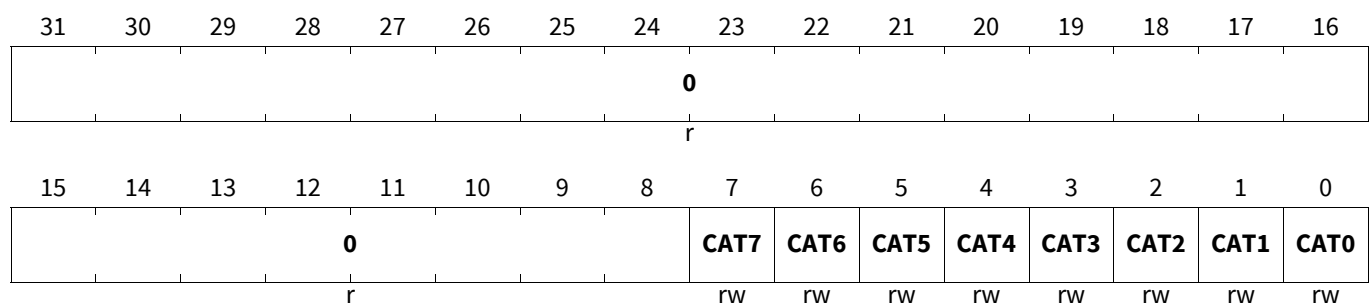 31 30 29 28 27 26 25 24 23 22 21 20 19 18 17 16
0
r
15 14 13 12 11 10 9 8 7 6 5 4 3 2 1 0
0 CAT7 CAT6 CAT5 CAT4 CAT3 CAT2 CAT1 CAT0
r rw rw rw rw rw rw rw rw